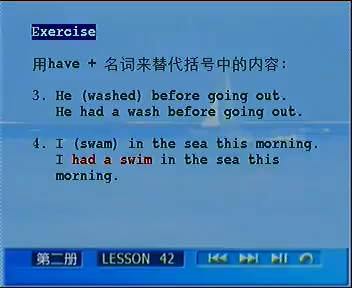 Exercise
用have + 名词来替代括号中的内容:
3. He (washed) before going out.
He had a wash before going out.
4. I (swam) in the sea this morning.
I had a swim in the sea this
morning.
第二册 LESSON 42